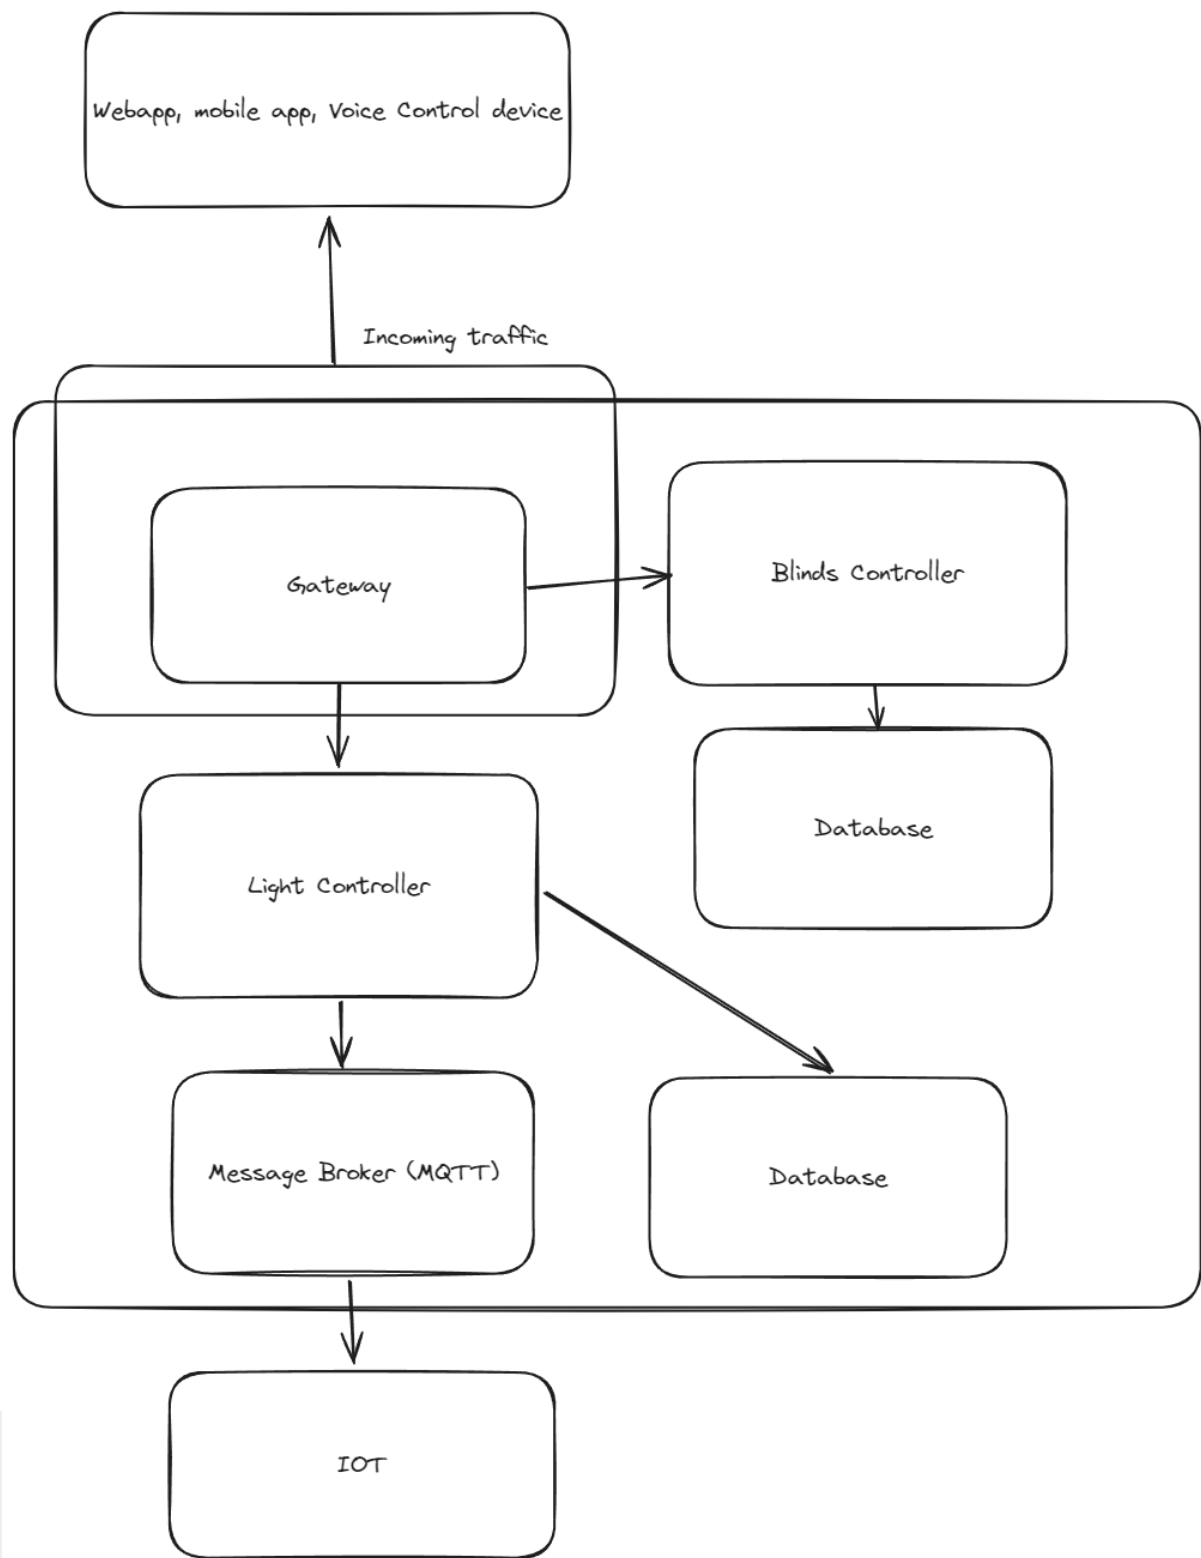 Webapp, mobile app, Voice Control device
Incoming traffic
Gateway
Blinds Controller
Database
Light Controller
Message Broker (MQTT)
Database
IOT